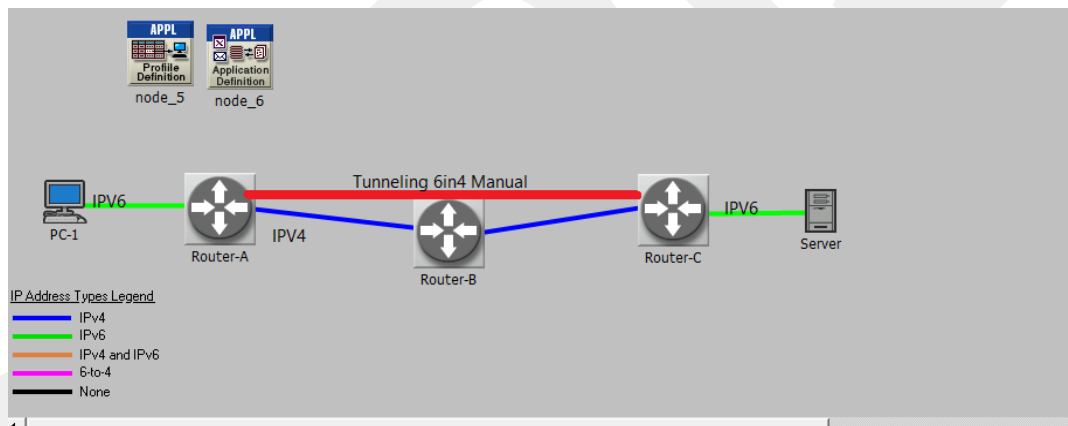 APPL
Profiile
Definition
node_5
APPL
Application
Definition
node_6
Tunneling 6in4 Manual
IPV6
IPV4
IPV6
PC-1
Router-A
Router-B
Router-C
Server
IP Address Types Legend
IPv4
IPv6
IPv4 and IPv6
6-to-4
None